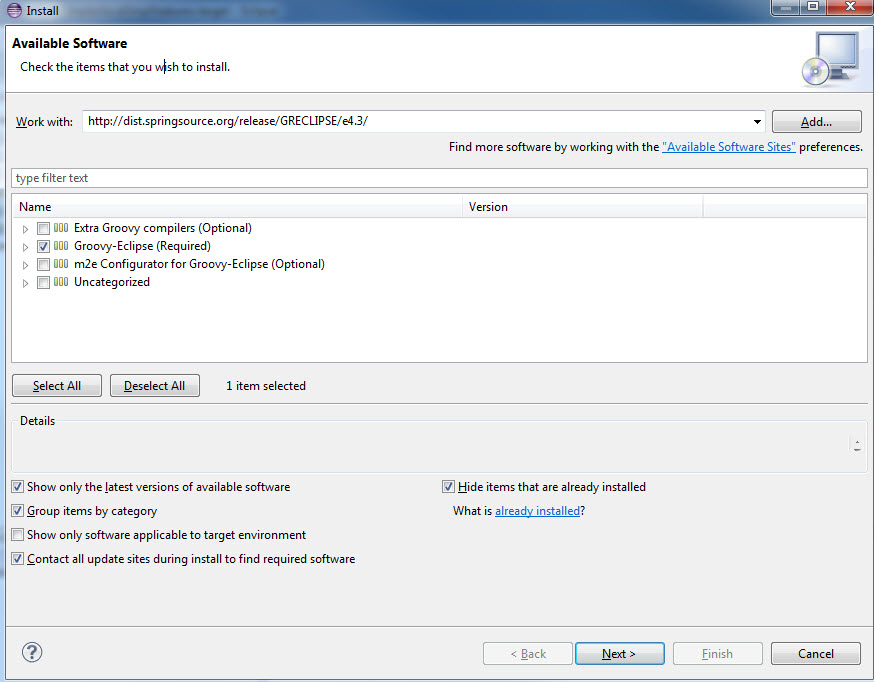 Install
Available Software
Check the items that you wish to install.
Work with: http://dist.springsource.org/release/GRECLIPSE/e4.3/ Add...
Find more software by working with the "Available Software Sites" preferences.
type filter text
Name Version
Extra Groovy compilers (Optional)
Groovy-Eclipse (Required)
m2e Configurator for Groovy-Eclipse (Optional)
Uncategorized
Select All Deselect All 1 item selected
Details
Show only the latest versions of available software Hide items that are already installed
Group items by category What is already installed?
Show only software applicable to target environment
Contact all update sites during install to find required software
? < Back Next > Finish Cancel